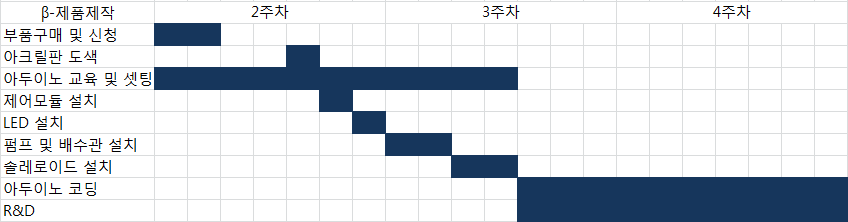 β-제품제작 2주차 3주차 4주차
부품구매 및 신청
아크릴판 도색
아두이노 교육 및 셋팅
제어모듈 설치
LED 설치
펌프 및 배수관 설치
솔레로이드 설치
아두이노 코딩
R&D